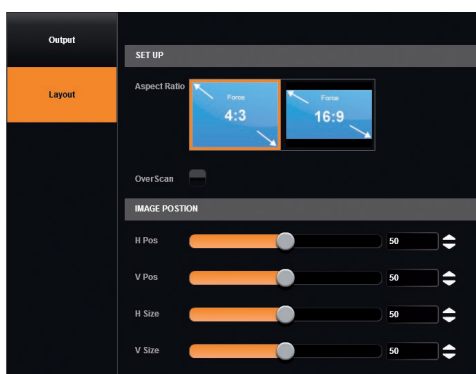 Output
Layout
SET UP
Aspect Ratio
Force
4:3
Force
16:9
OverScan
IMAGE POSTION
H Pos
50
V Pos
50
H Size
50
V Size
50